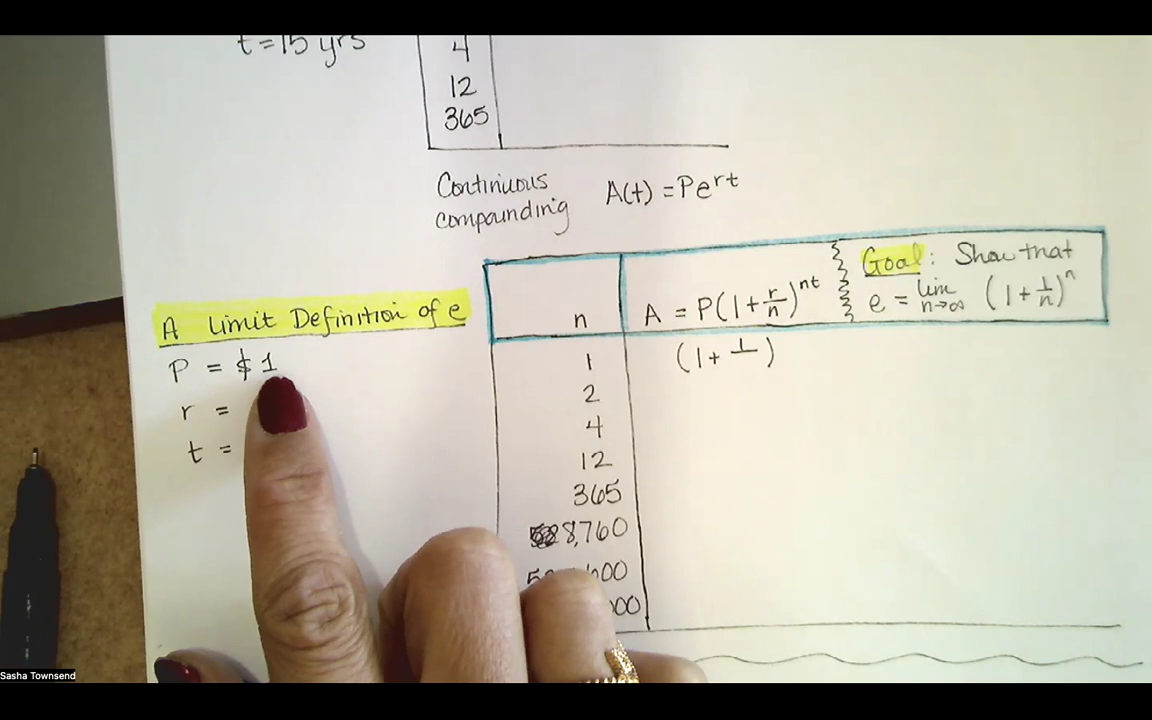 t = 15 yrs
4
12
365
Continuous
compounding
A(t) = Pe^{rt}
A Limit Definition of e
P = $1
r =
t =
n
A = P(1 + r/n)^{nt}
Goal: Show that
e = lim n→∞ (1 + 1/n)^n
1
(1 + 1/ )
2
4
12
365
8,760
Sasha Townsend